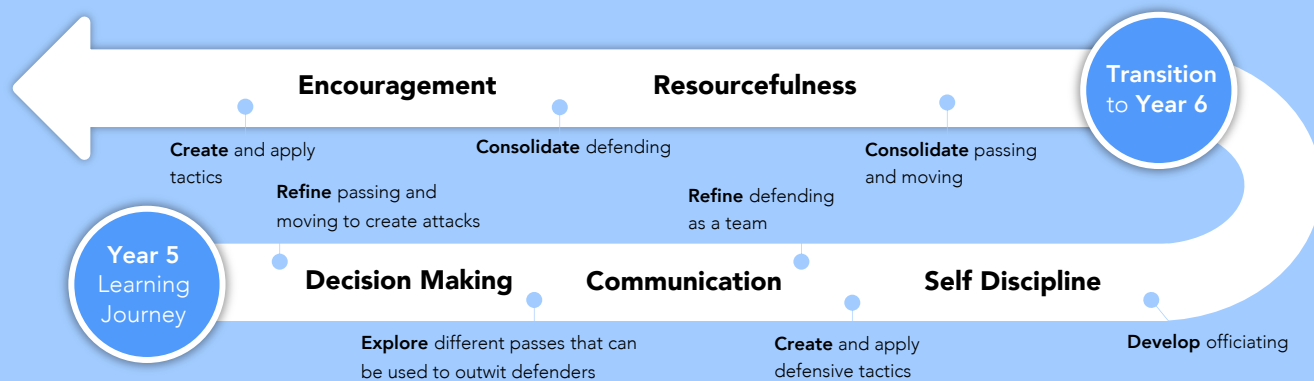 Encouragement
Resourcefulness
Transition
to Year 6
Create and apply
tactics
Consolidate defending
Consolidate passing
and moving
Refine passing and
moving to create attacks
Refine defending
as a team
Year 5
Learning
Journey
Decision Making
Communication
Self Discipline
Explore different passes that can
be used to outwit defenders
Create and apply
defensive tactics
Develop officiating